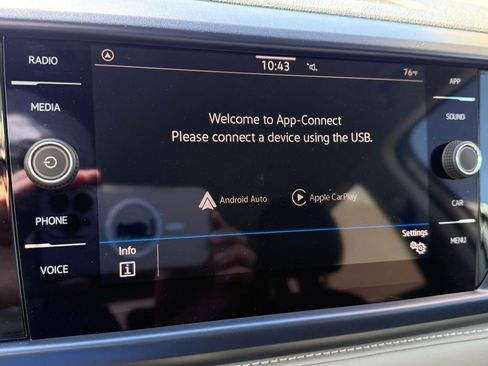 RADIO
MEDIA
PHONE
VOICE
10:43
76°F
Welcome to App-Connect
Please connect a device using the USB.
Android Auto
Apple CarPlay
Info
i
Settings
APP
SOUND
CAR
MENU